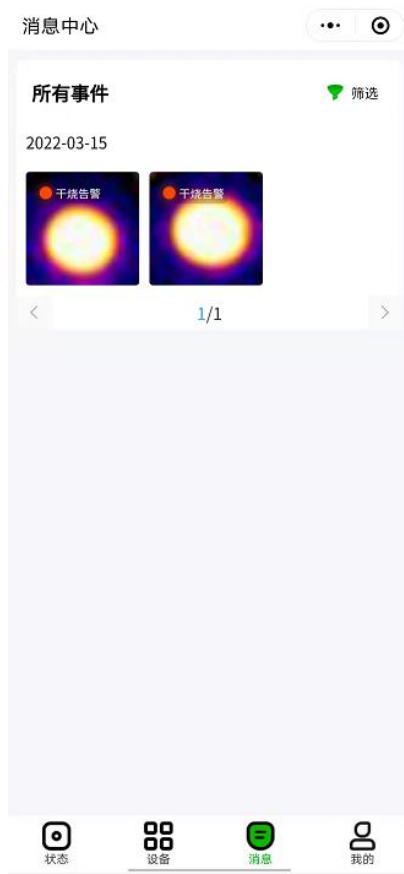 消息中心
所有事件
筛选
2022-03-15
干烧告警
干烧告警
1/1
状态
设备
消息
我的